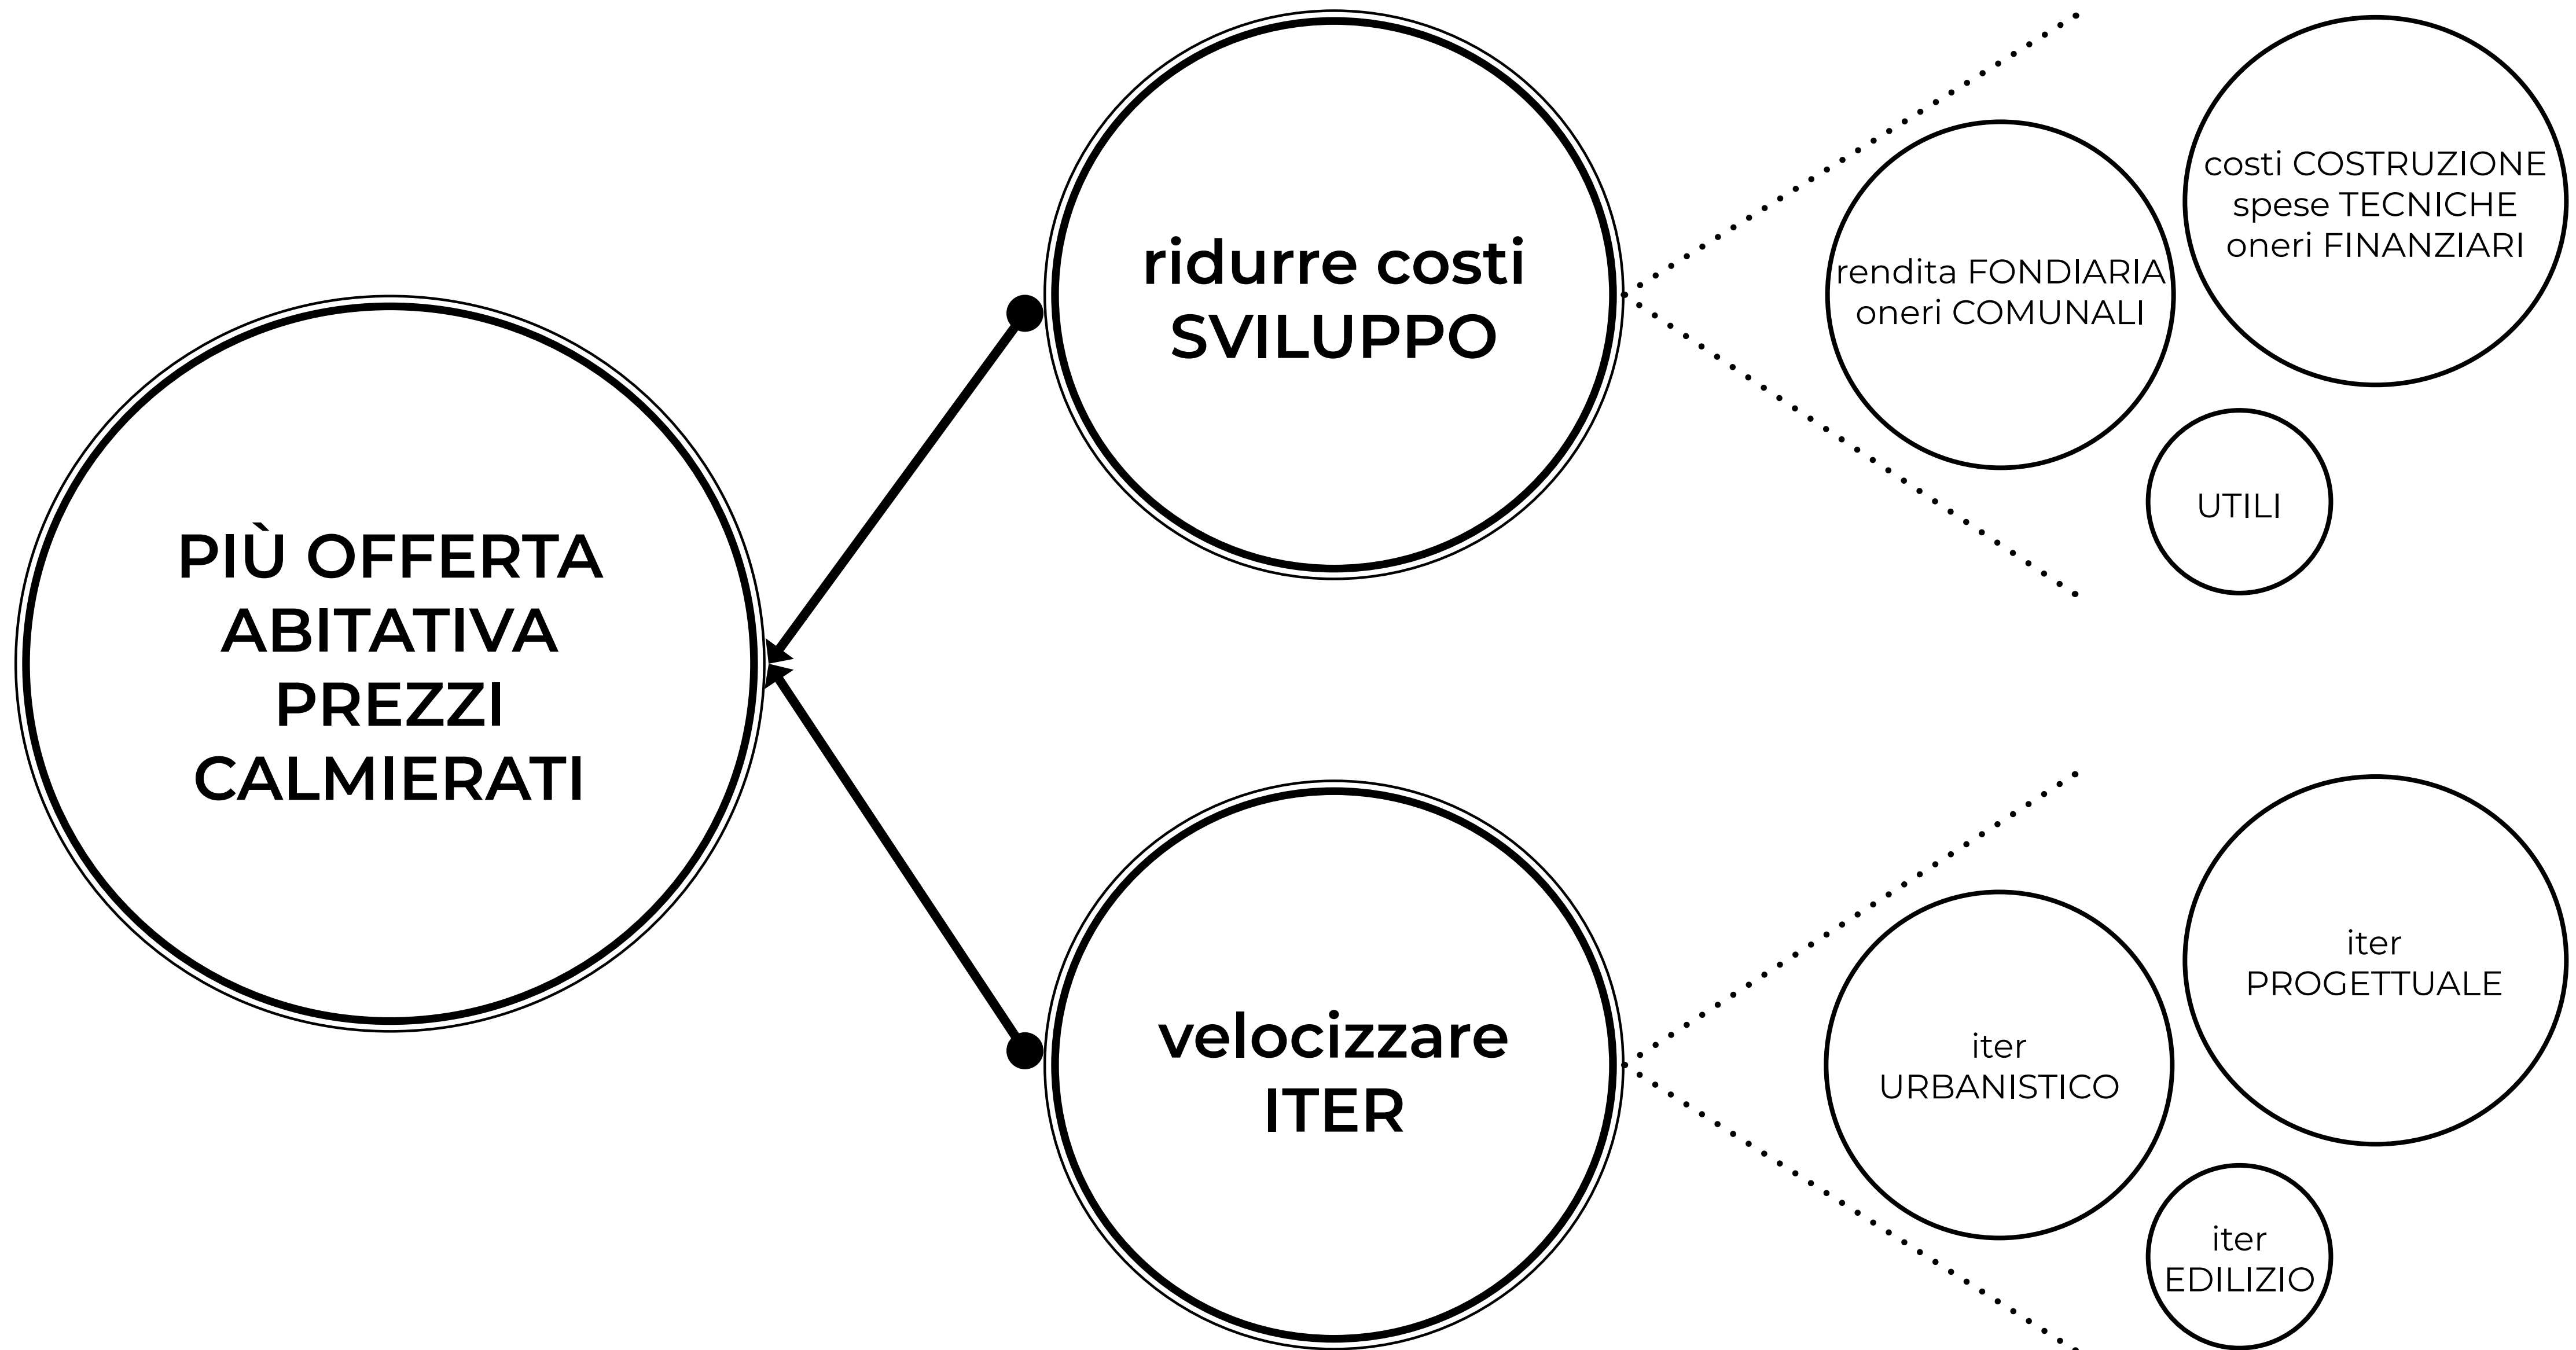 PIÙ OFFERTA
ABITATIVA
PREZZI
CALMIERATI
ridurre costi
SVILUPPO
rendita FONDIARIA
oneri COMUNALI
costi COSTRUZIONE
spese TECNICHE
oneri FINANZIARI
UTILI
velocizzare
ITER
iter
URBANISTICO
iter
PROGETTUALE
iter
EDILIZIO